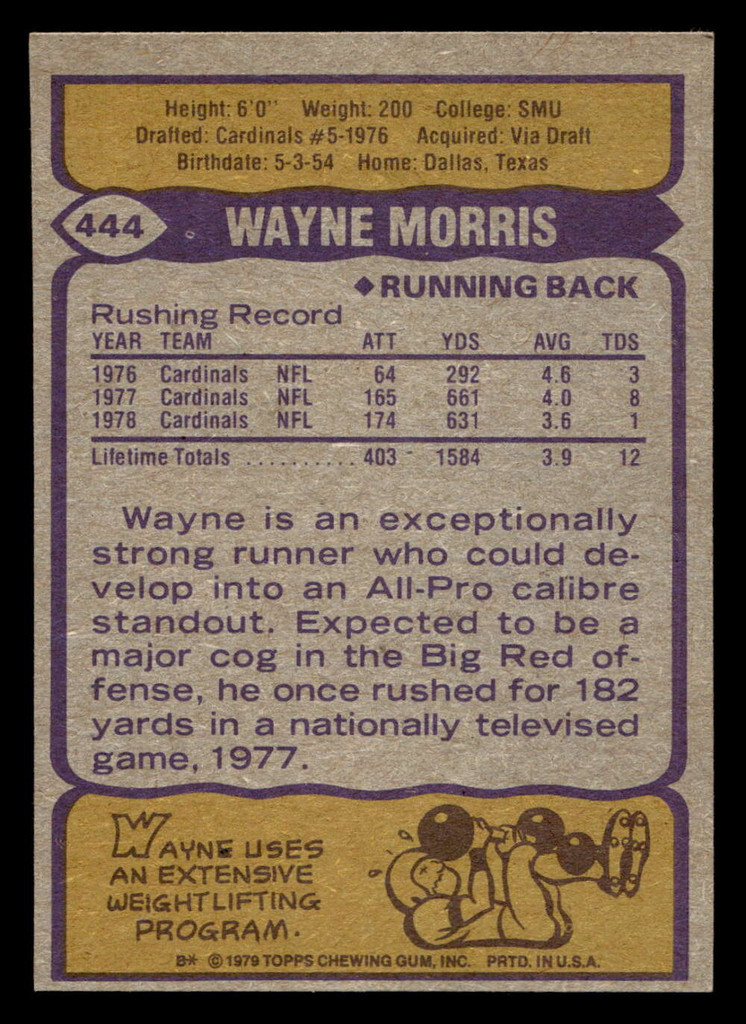 Height: 6'0" Weight: 200 College: SMU
Drafted: Cardinals #5-1976 Acquired: Via Draft
Birthdate: 5-3-54 Home: Dallas, Texas
444 WAYNE MORRIS
◆RUNNING BACK
Rushing Record
YEAR TEAM ATT YDS AVG TDS
1976 Cardinals NFL 64 292 4.6 3
1977 Cardinals NFL 165 661 4.0 8
1978 Cardinals NFL 174 631 3.6 1
Lifetime Totals .......... 403 1584 3.9 12
Wayne is an exceptionally
strong runner who could de-
velop into an All-Pro calibre
standout. Expected to be a
major cog in the Big Red of-
fense, he once rushed for 182
yards in a nationally televised
game, 1977.
WAYNE USES
AN EXTENSIVE
WEIGHTLIFTING
PROGRAM.
B* © 1979 TOPPS CHEWING GUM, INC. PRTD. IN U.S.A.